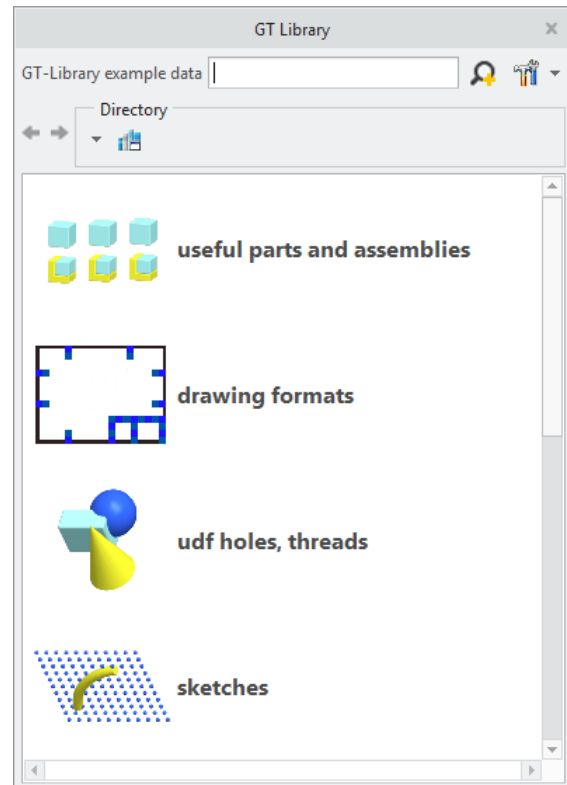 GT Library
GT-Library example data
Directory
useful parts and assemblies
drawing formats
udf holes, threads
sketches